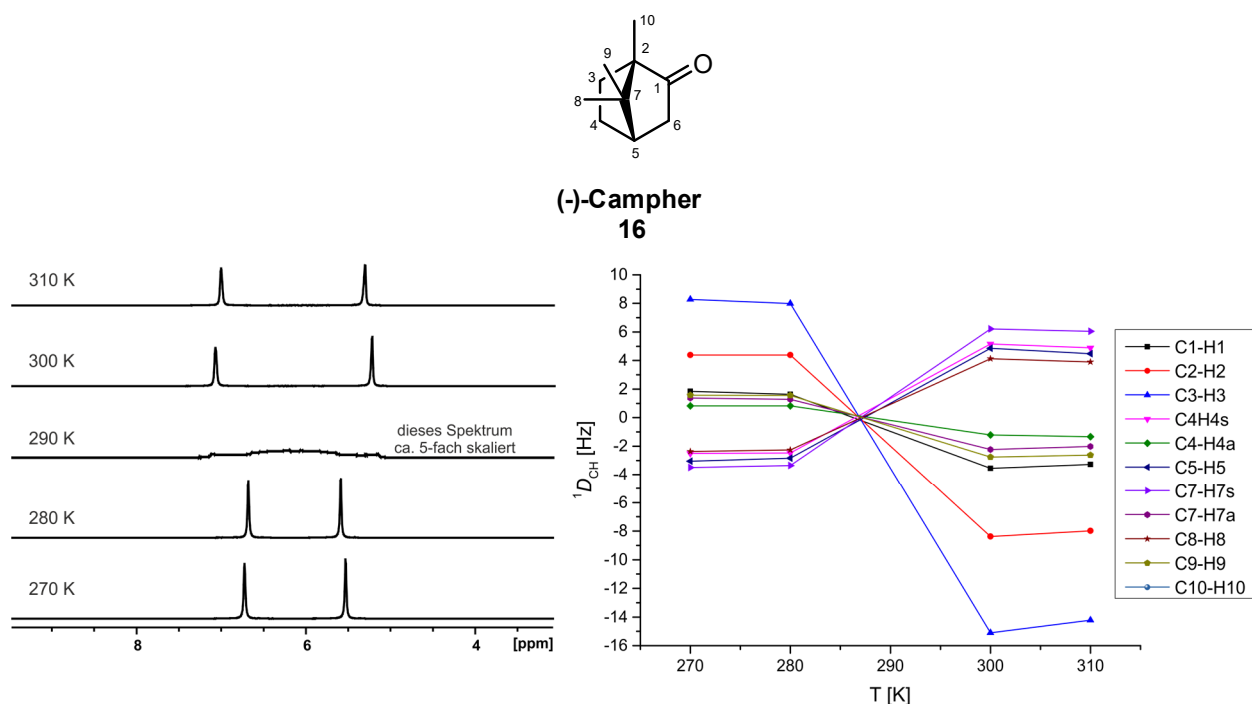 10
9
2
O
3
1
7
8
4
6
5
(-)-Campher
16
310 K
300 K
290 K
dieses Spektrum
ca. 5-fach skaliert
280 K
270 K
8
6
4
[ppm]
10
8
6
4
2
0
-2
-4
-6
-8
-10
-12
-14
-16
¹D_CH [Hz]
270
280
290
300
310
T [K]
C1-H1
C2-H2
C3-H3
C4H4s
C4-H4a
C5-H5
C7-H7s
C7-H7a
C8-H8
C9-H9
C10-H10